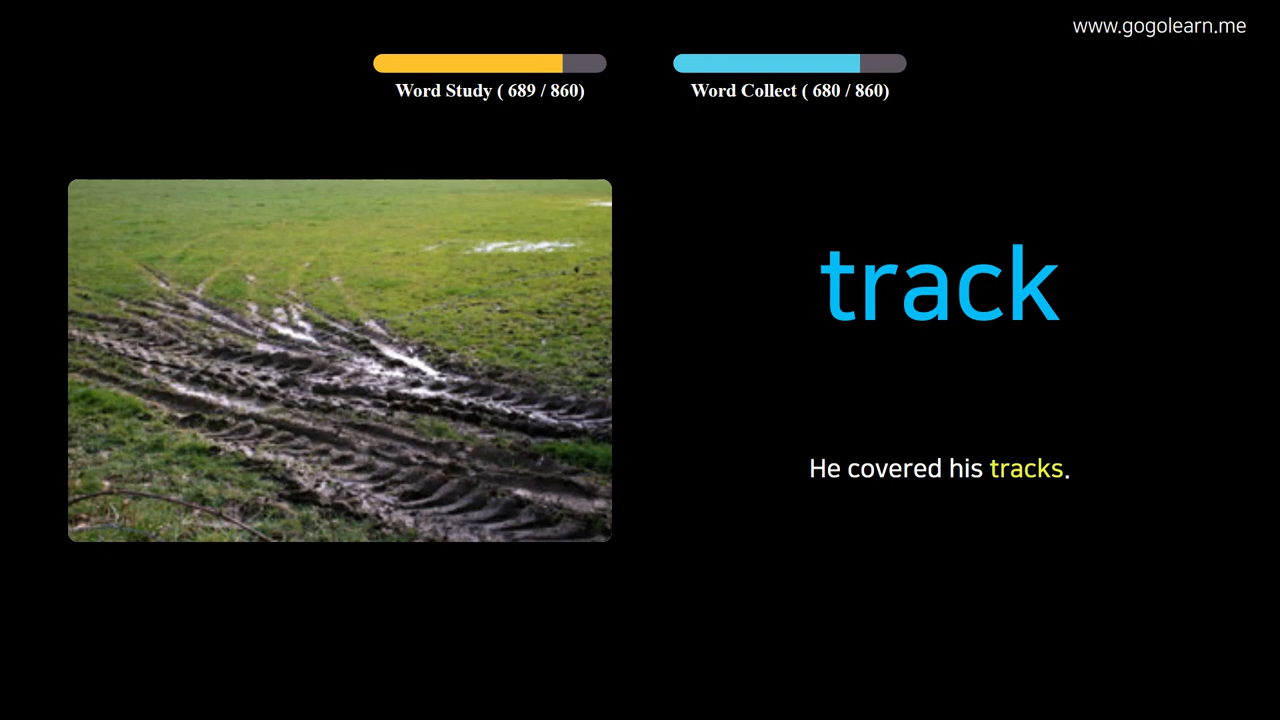 www.gogolearn.me
Word Study ( 689 / 860)
Word Collect ( 680 / 860)
track
He covered his tracks.